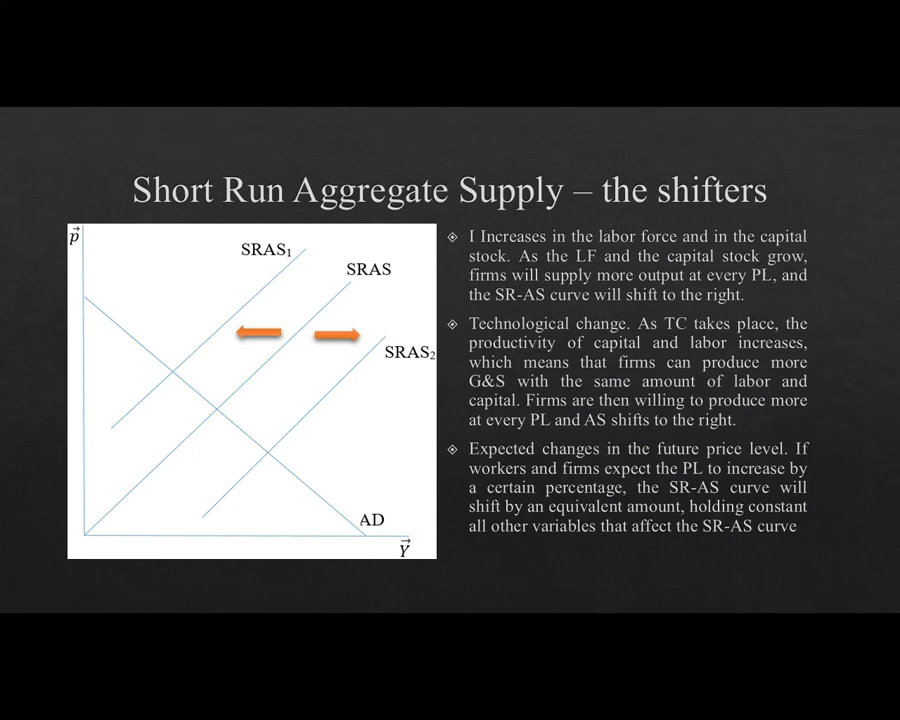 Short Run Aggregate Supply – the shifters
p⃗
SRAS₁
SRAS
SRAS₂
AD
Y⃗
I Increases in the labor force and in the capital
stock. As the LF and the capital stock grow,
firms will supply more output at every PL, and
the SR-AS curve will shift to the right.
Technological change. As TC takes place, the
productivity of capital and labor increases,
which means that firms can produce more
G&S with the same amount of labor and
capital. Firms are then willing to produce more
at every PL and AS shifts to the right.
Expected changes in the future price level. If
workers and firms expect the PL to increase by
a certain percentage, the SR-AS curve will
shift by an equivalent amount, holding constant
all other variables that affect the SR-AS curve